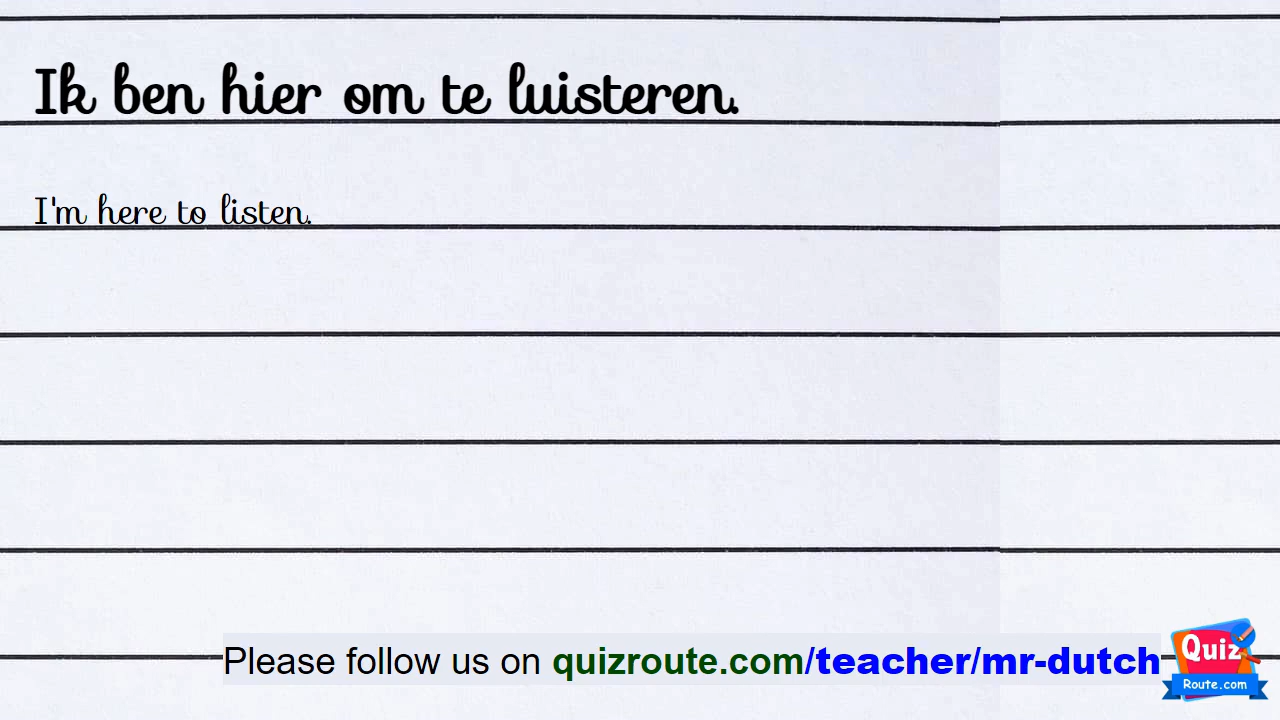 Ik ben hier om te luisteren.
I'm here to listen.
Please follow us on quizroute.com/teacher/mr-dutch
Quiz
Route.com